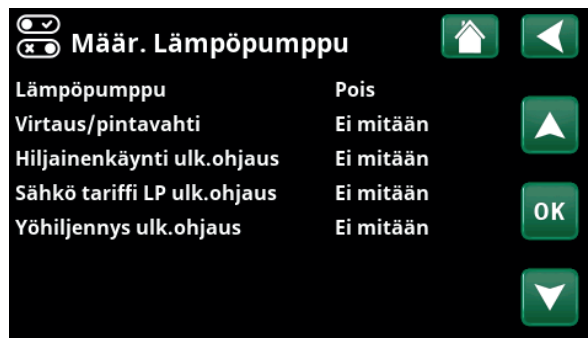 Määr. Lämpöpumppu
Lämpöpumppu Pois
Virtaus/pintavahti Ei mitään
Hiljainenkäynti ulk.ohjaus Ei mitään
Sähkö tariffi LP ulk.ohjaus Ei mitään
Yöhiljennys ulk.ohjaus Ei mitään
OK